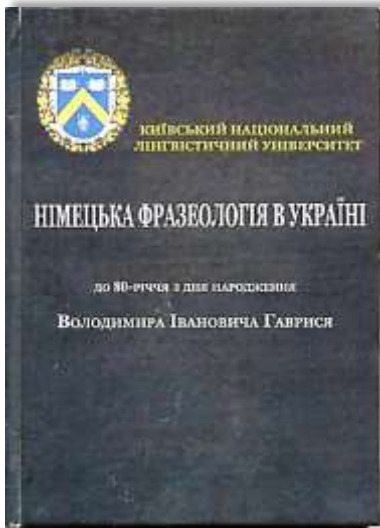 КИЇВСЬКИЙ НАЦІОНАЛЬНИЙ
ЛІНГВІСТИЧНИЙ УНІВЕРСИТЕТ
НІМЕЦЬКА ФРАЗЕОЛОГІЯ В УКРАЇНІ
ДО 80-РІЧЧЯ З ДНЯ НАРОДЖЕННЯ
ВОЛОДИМИРА ІВАНОВИЧА ГАВРИСЯ